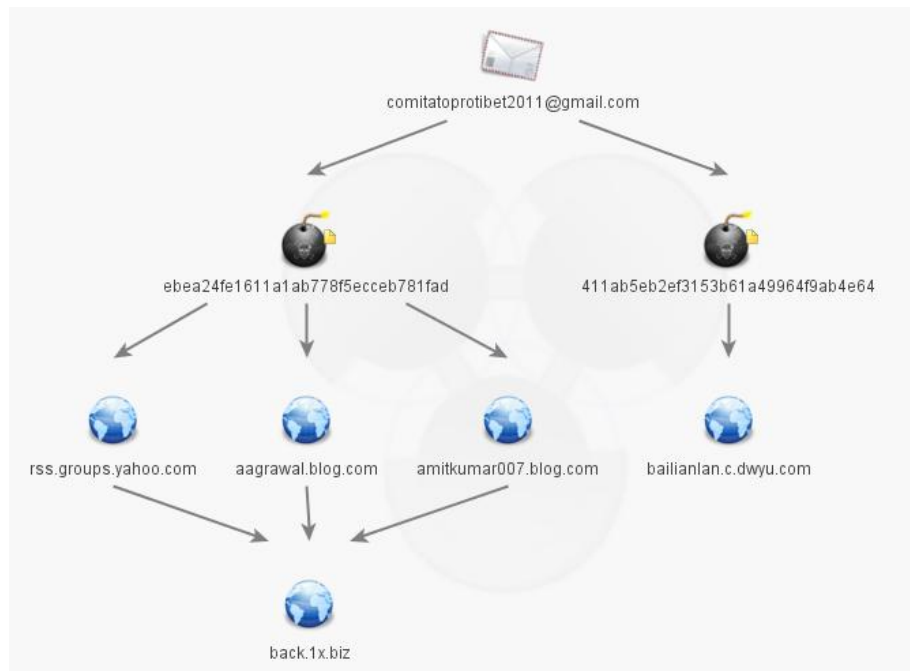 comitatoprotibet2011@gmail.com
ebea24fe1611a1ab778f5ecceb781fad
411ab5eb2ef3153b61a49964f9ab4e64
rss.groups.yahoo.com
aagrawal.blog.com
amitkumar007.blog.com
bailianlan.c.dwyu.com
back.1x.biz